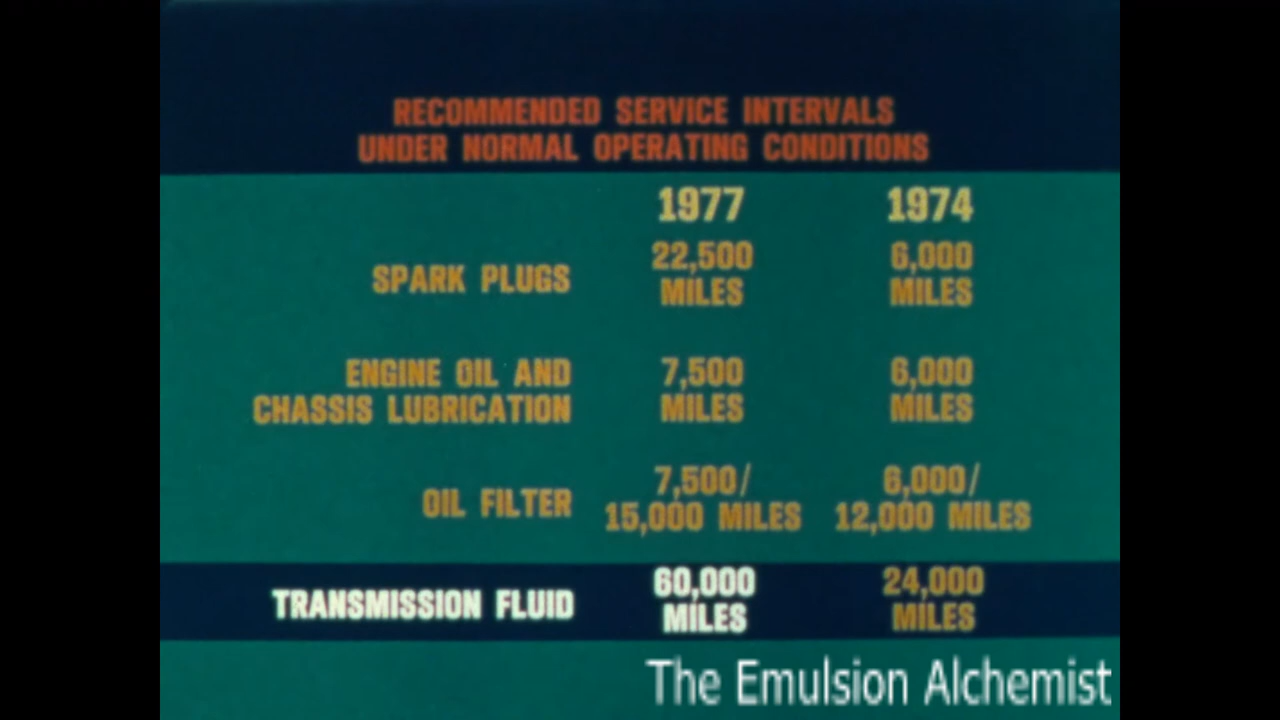 RECOMMENDED SERVICE INTERVALS
UNDER NORMAL OPERATING CONDITIONS
1977 1974
SPARK PLUGS 22,500 MILES 6,000 MILES
ENGINE OIL AND CHASSIS LUBRICATION 7,500 MILES 6,000 MILES
OIL FILTER 7,500/ 15,000 MILES 6,000/ 12,000 MILES
TRANSMISSION FLUID 60,000 MILES 24,000 MILES
The Emulsion Alchemist